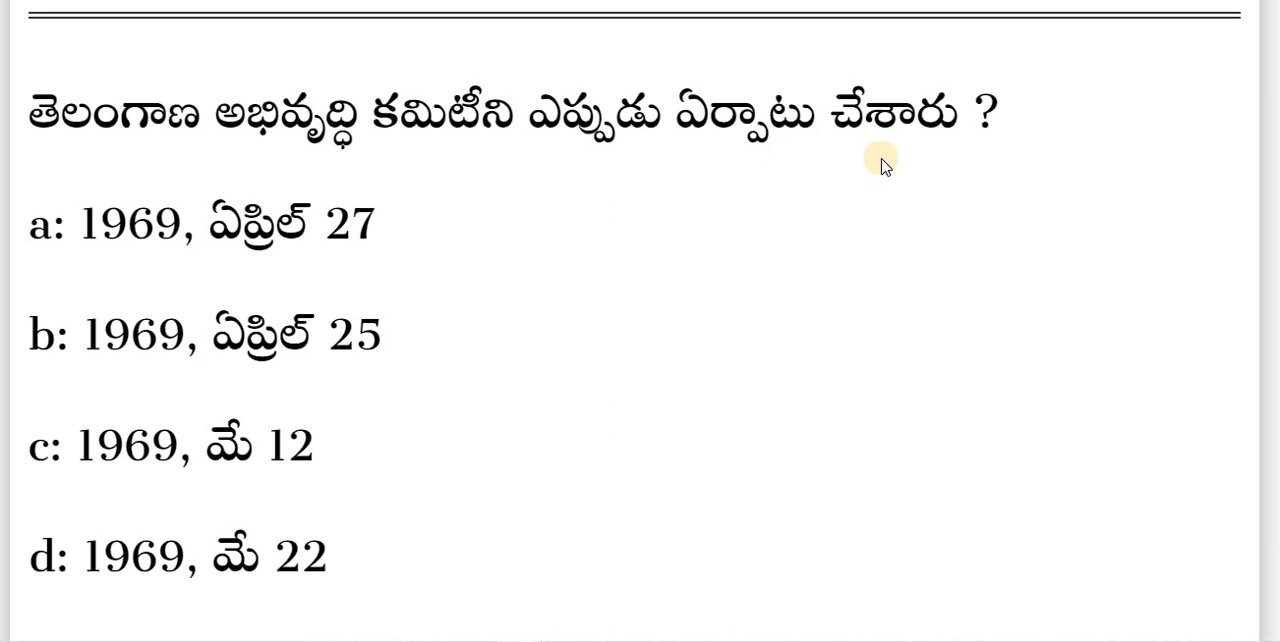 తెలంగాణ అభివృద్ధి కమిటీని ఎప్పుడు ఏర్పాటు చేశారు ?
a: 1969, ఏప్రిల్ 27
b: 1969, ఏప్రిల్ 25
c: 1969, మే 12
d: 1969, మే 22